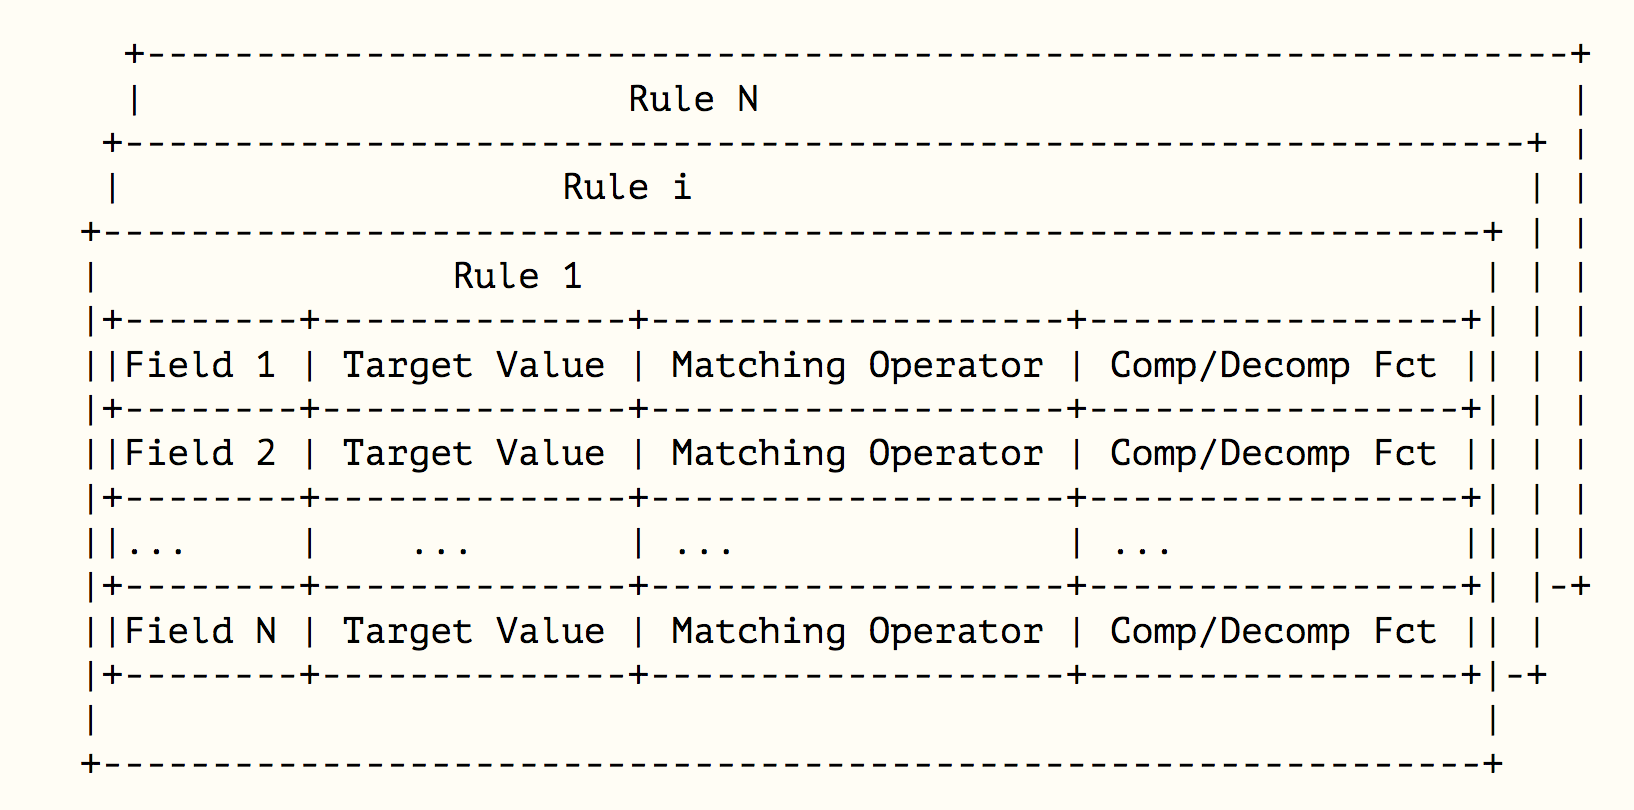 +-----------------------------------------------------------------+
|                      Rule N                                     |
+----------------------------------------------------------------+ |
|                    Rule i                                      | |
+---------------------------------------------------------------+ | |
|                Rule 1                                         | | |
|+--------+--------------+-------------------+-----------------+| | |
||Field 1 | Target Value | Matching Operator | Comp/Decomp Fct || | |
|+--------+--------------+-------------------+-----------------+| | |
||Field 2 | Target Value | Matching Operator | Comp/Decomp Fct || | |
|+--------+--------------+-------------------+-----------------+| | |
||...     |    ...       | ...               | ...             || | |
|+--------+--------------+-------------------+-----------------+| |-+
||Field N | Target Value | Matching Operator | Comp/Decomp Fct || |
|+--------+--------------+-------------------+-----------------+|-+
|                                                               |
+---------------------------------------------------------------+